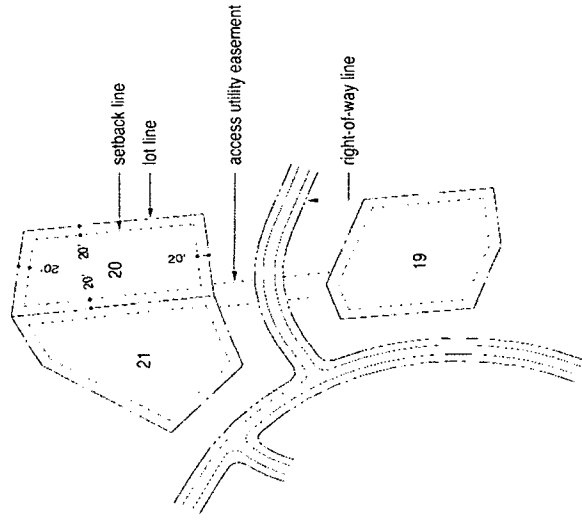 setback line
lot line
access utility easement
right-of-way line
20'
20'
20'
20'
20
21
19